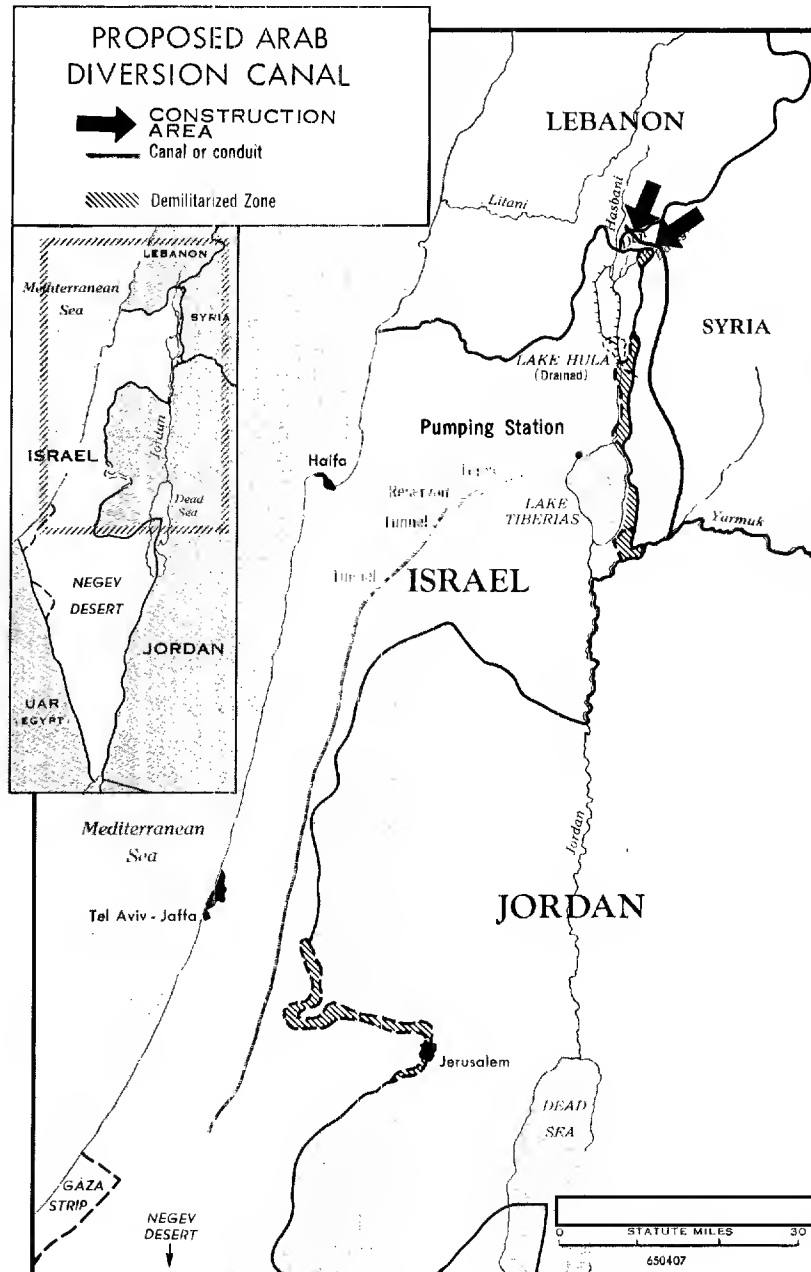 PROPOSED ARAB
DIVERSION CANAL
CONSTRUCTION
AREA
Canal or conduit
Demilitarized Zone
LEBANON
Mediterranean
Sea
SYRIA
ISRAEL
Jordan
Dead
Sea
NEGEV
DESERT
JORDAN
UAR
EGYPT
LEBANON
Litani
Hasbani
SYRIA
LAKE HULA
(Drained)
Pumping Station
Haifa
Reservoir
Tunnel
Tunnel
LAKE
TIBERIAS
Yarmuk
ISRAEL
Mediterranean
Sea
Jordan
JORDAN
Tel Aviv - Jaffa
Jerusalem
DEAD
SEA
GAZA
STRIP
NEGEV
DESERT
0 STATUTE MILES 30
650407